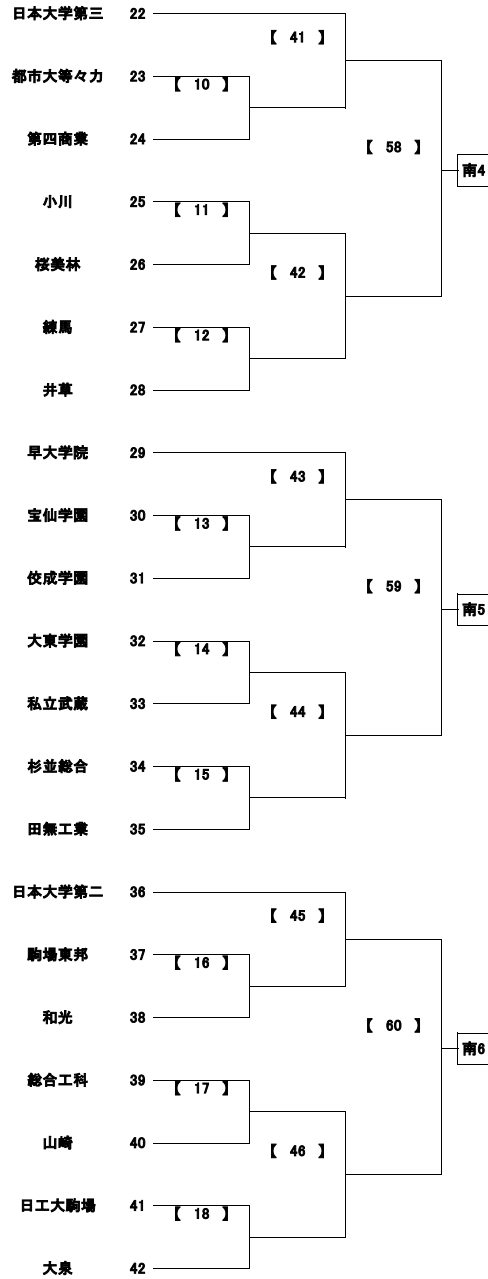 日本大学第三 22
【 41 】
都市大等々力 23
【 10 】
第四商業 24
【 58 】
南4
小川 25
【 11 】
桜美林 26
【 42 】
練馬 27
【 12 】
井草 28
早大学院 29
【 43 】
宝仙学園 30
【 13 】
佼成学園 31
【 59 】
南5
大東学園 32
【 14 】
私立武蔵 33
【 44 】
杉並総合 34
【 15 】
田無工業 35
日本大学第二 36
【 45 】
駒場東邦 37
【 16 】
和光 38
【 60 】
南6
総合工科 39
【 17 】
山崎 40
【 46 】
日工大駒場 41
【 18 】
大泉 42